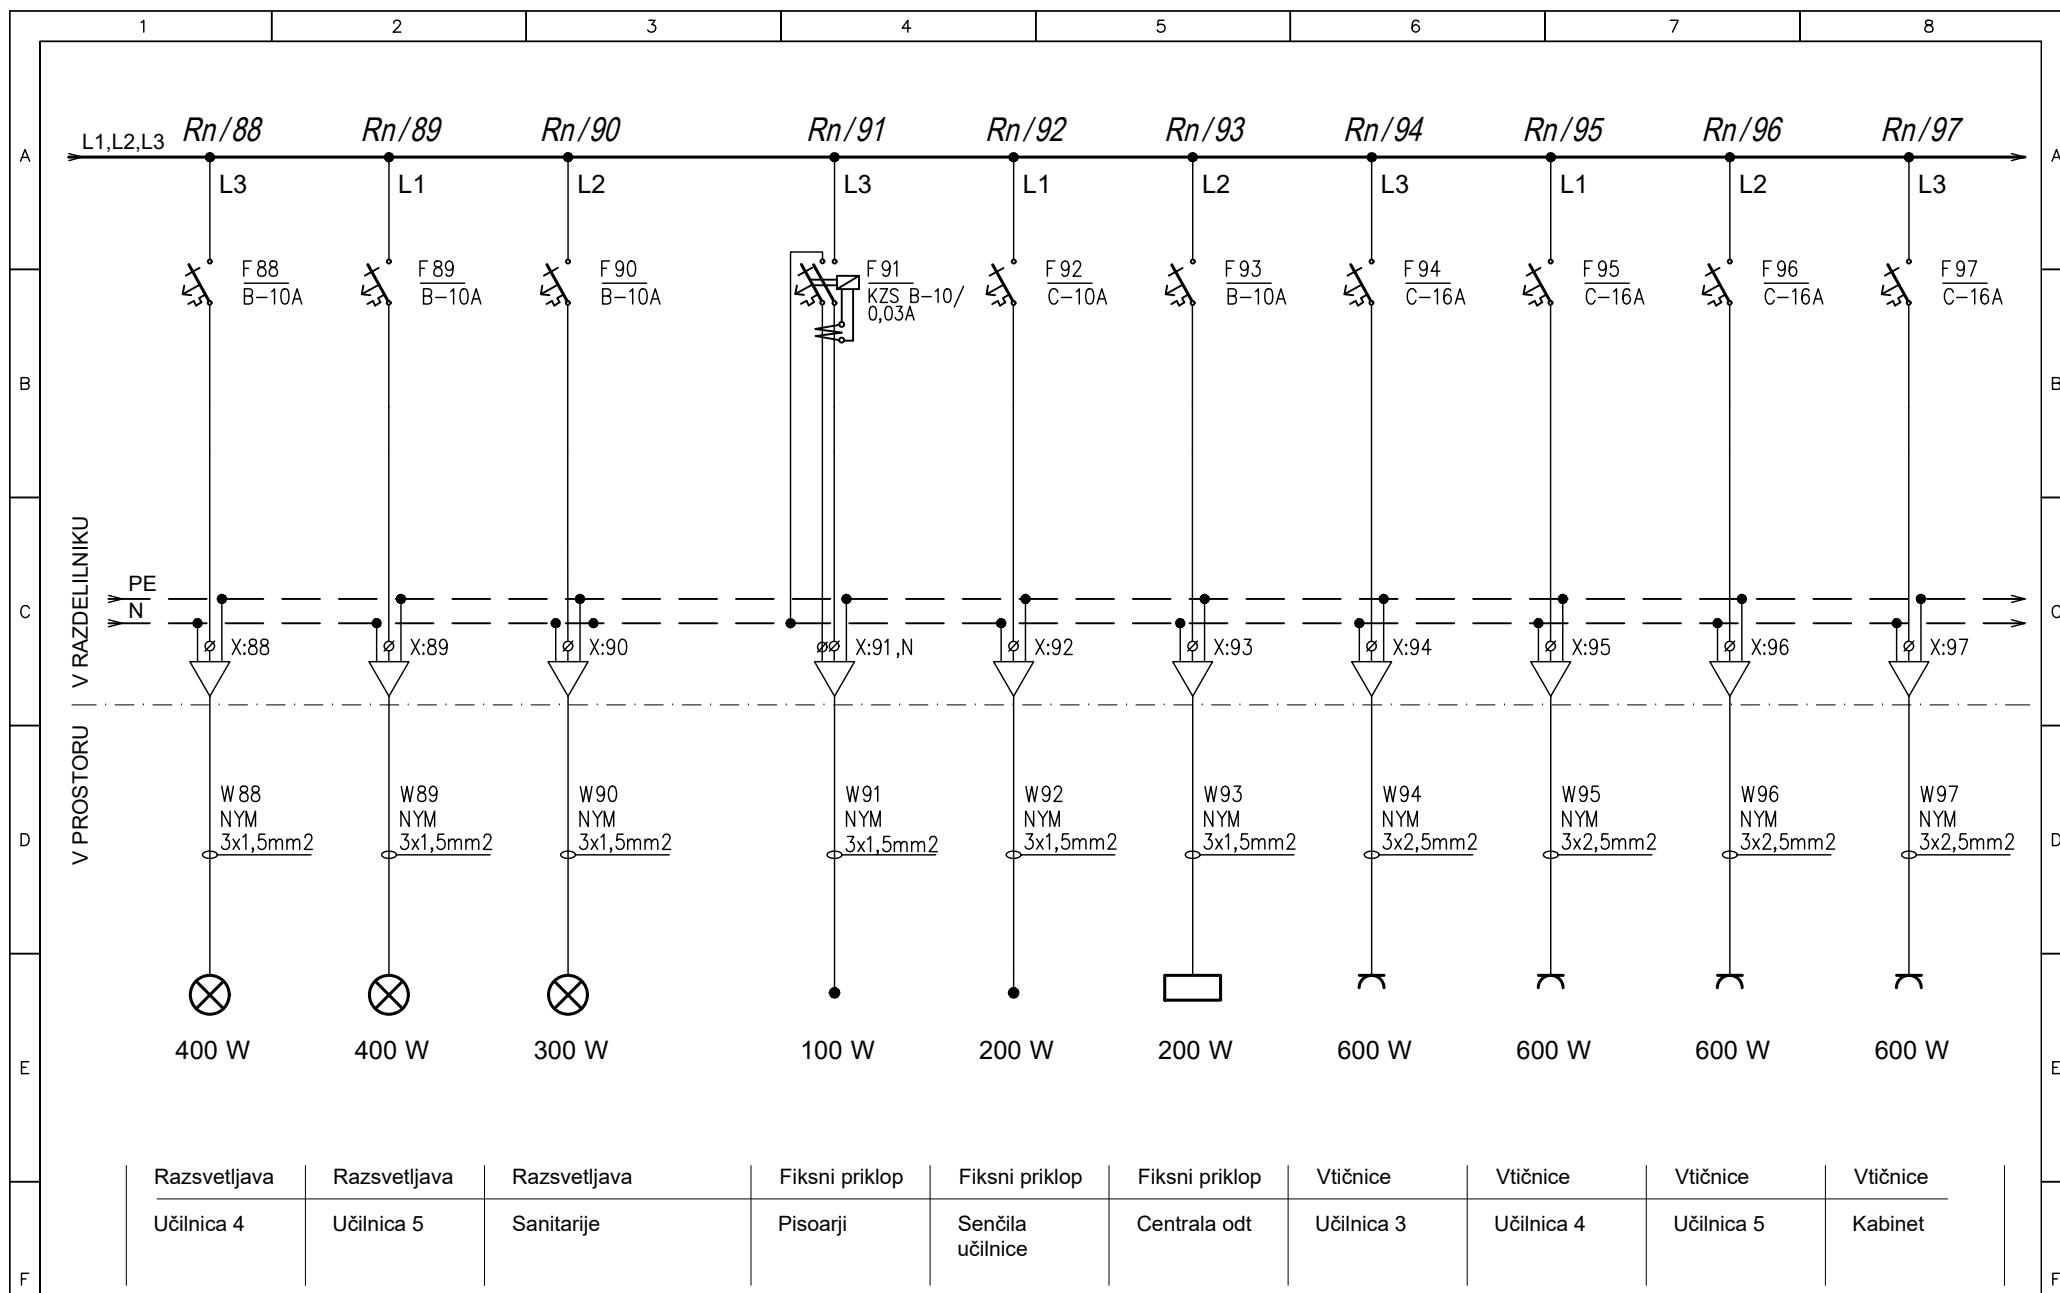 1 2 3 4 5 6 7 8
Rn/88 Rn/89 Rn/90 Rn/91 Rn/92 Rn/93 Rn/94 Rn/95 Rn/96 Rn/97
L1,L2,L3
A A
L3 L1 L2 L3 L1 L2 L3 L1 L2 L3
F88 F89 F90 F91 F92 F93 F94 F95 F96 F97
B-10A B-10A B-10A KZS B-10/ C-10A B-10A C-16A C-16A C-16A C-16A
0,03A
B B
V RAZDELILNIKU
PE
N
C C
X:88 X:89 X:90 X:91,N X:92 X:93 X:94 X:95 X:96 X:97
V PROSTORU
W88 W89 W90 W91 W92 W93 W94 W95 W96 W97
NYM NYM NYM NYM NYM NYM NYM NYM NYM NYM
3x1,5mm2 3x1,5mm2 3x1,5mm2 3x1,5mm2 3x1,5mm2 3x1,5mm2 3x2,5mm2 3x2,5mm2 3x2,5mm2 3x2,5mm2
D D
400 W 400 W 300 W 100 W 200 W 200 W 600 W 600 W 600 W 600 W
E E
Razsvetljava Razsvetljava Razsvetljava Fiksni priklop Fiksni priklop Fiksni priklop Vtičnice Vtičnice Vtičnice Vtičnice
Učilnica 4 Učilnica 5 Sanitarije Pisoarji Senčila Centrala odt Učilnica 3 Učilnica 4 Učilnica 5 Kabinet
učilnice
F F